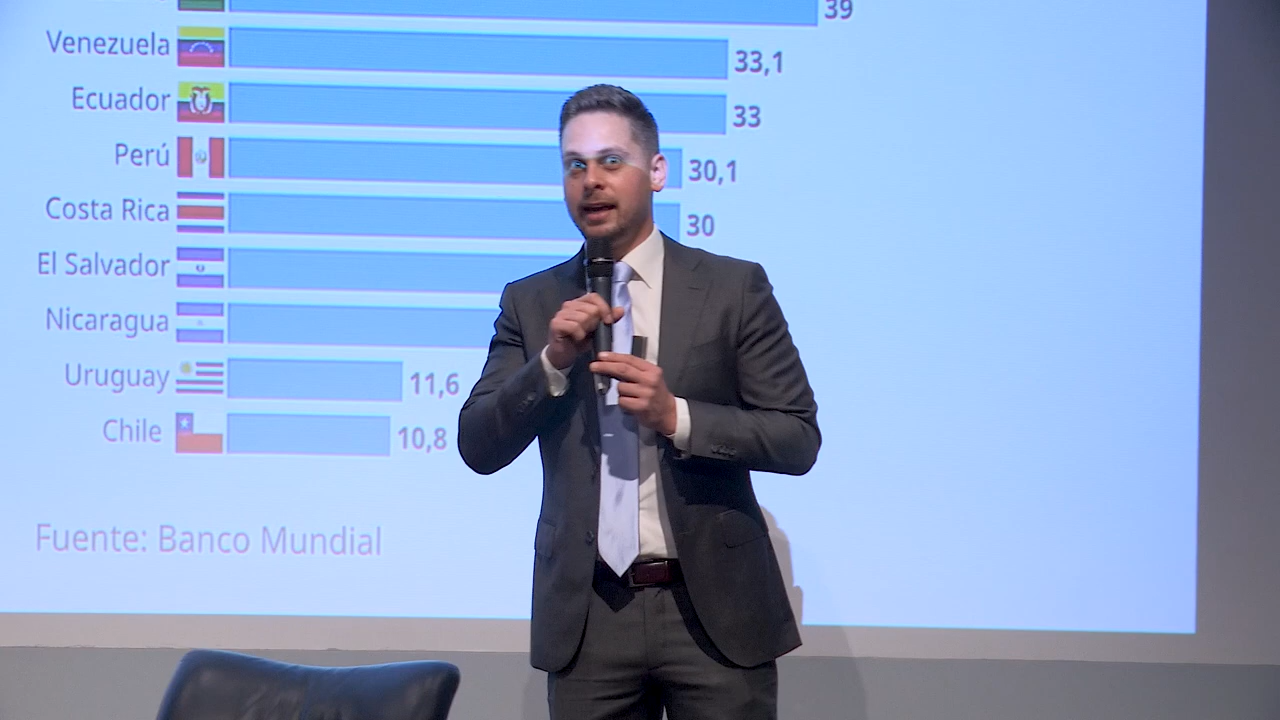 39
Venezuela 33,1
Ecuador 33
Perú 30,1
Costa Rica 30
El Salvador
Nicaragua
Uruguay 11,6
Chile 10,8
Fuente: Banco Mundial